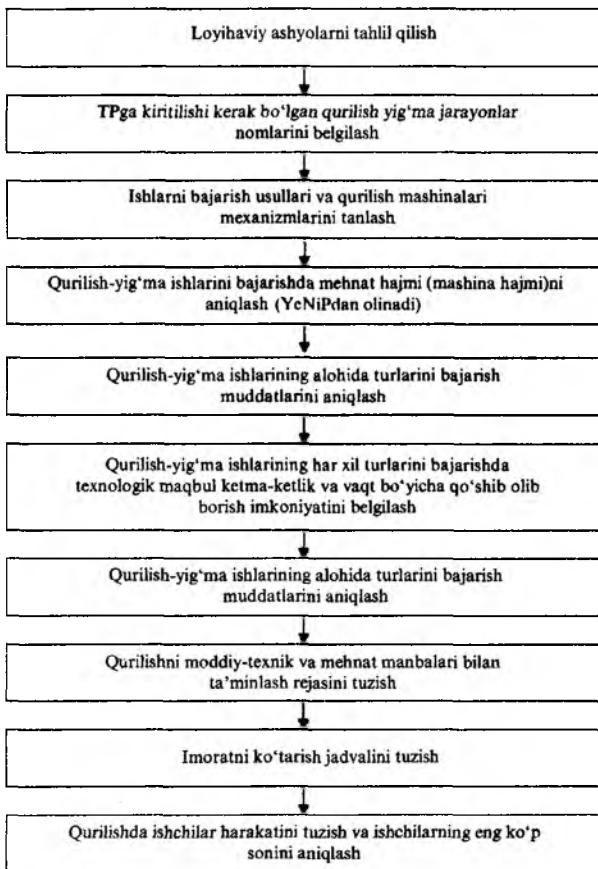 Loyihaviy ashyolarni tahlil qilish
TPga kiritilishi kerak bo‘lgan qurilish yig‘ma jarayonlar
nomlarini belgilash
Ishlarni bajarish usullari va qurilish mashinalari
mexanizmlarini tanlash
Qurilish-yig‘ma ishlarini bajarishda mehnat hajmi (mashina hajmi)ni
aniqlash (YeNiPdan olinadi)
Qurilish-yig‘ma ishlarining alohida turlarini bajarish
muddatlarini aniqlash
Qurilish-yig‘ma ishlarining har xil turlarini bajarishda
texnologik maqbul ketma-ketlik va vaqt bo‘yicha qo‘shib olib
borish imkoniyatini belgilash
Qurilish-yig‘ma ishlarining alohida turlarini bajarish
muddatlarini aniqlash
Qurilishni moddiy-texnik va mehnat manbalari bilan
ta’minlash rejasini tuzish
Imoratni ko‘tarish jadvalini tuzish
Qurilishda ishchilar harakatini tuzish va ishchilarning eng ko‘p
sonini aniqlash